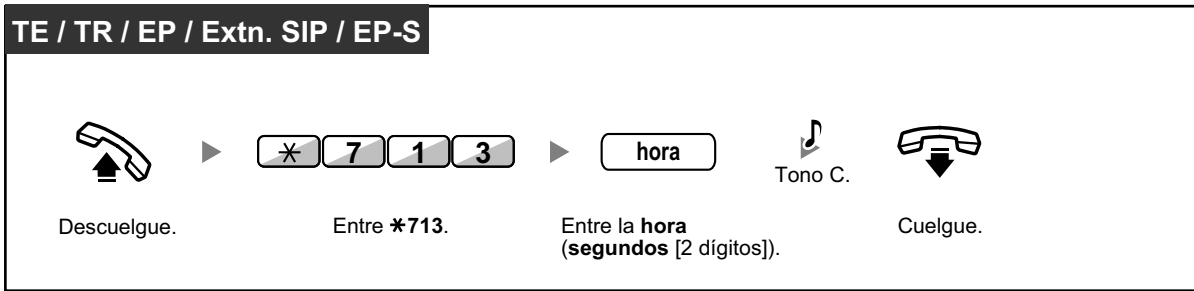 TE / TR / EP / Extn. SIP / EP-S
* 7 1 3
hora
Tono C.
Descuelgue.
Entre *713.
Entre la hora
(segundos [2 dígitos]).
Cuelgue.